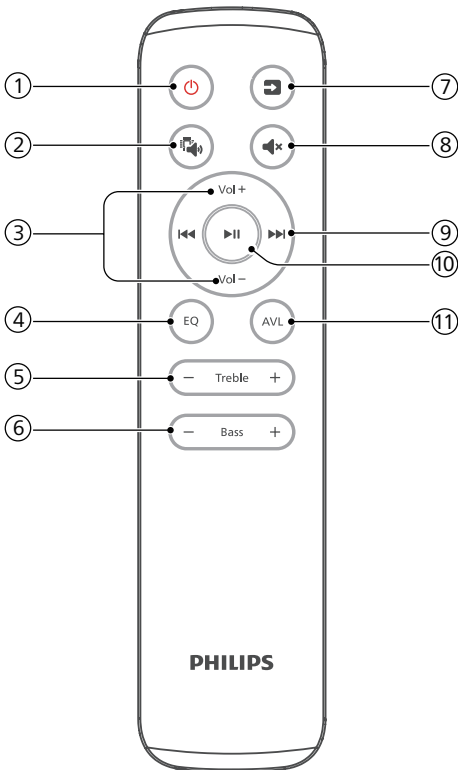 ① ⑦
② ⑧
Vol +
③ ⑨
⑩
Vol −
④ EQ AVL ⑪
⑤ − Treble +
⑥ − Bass +
PHILIPS